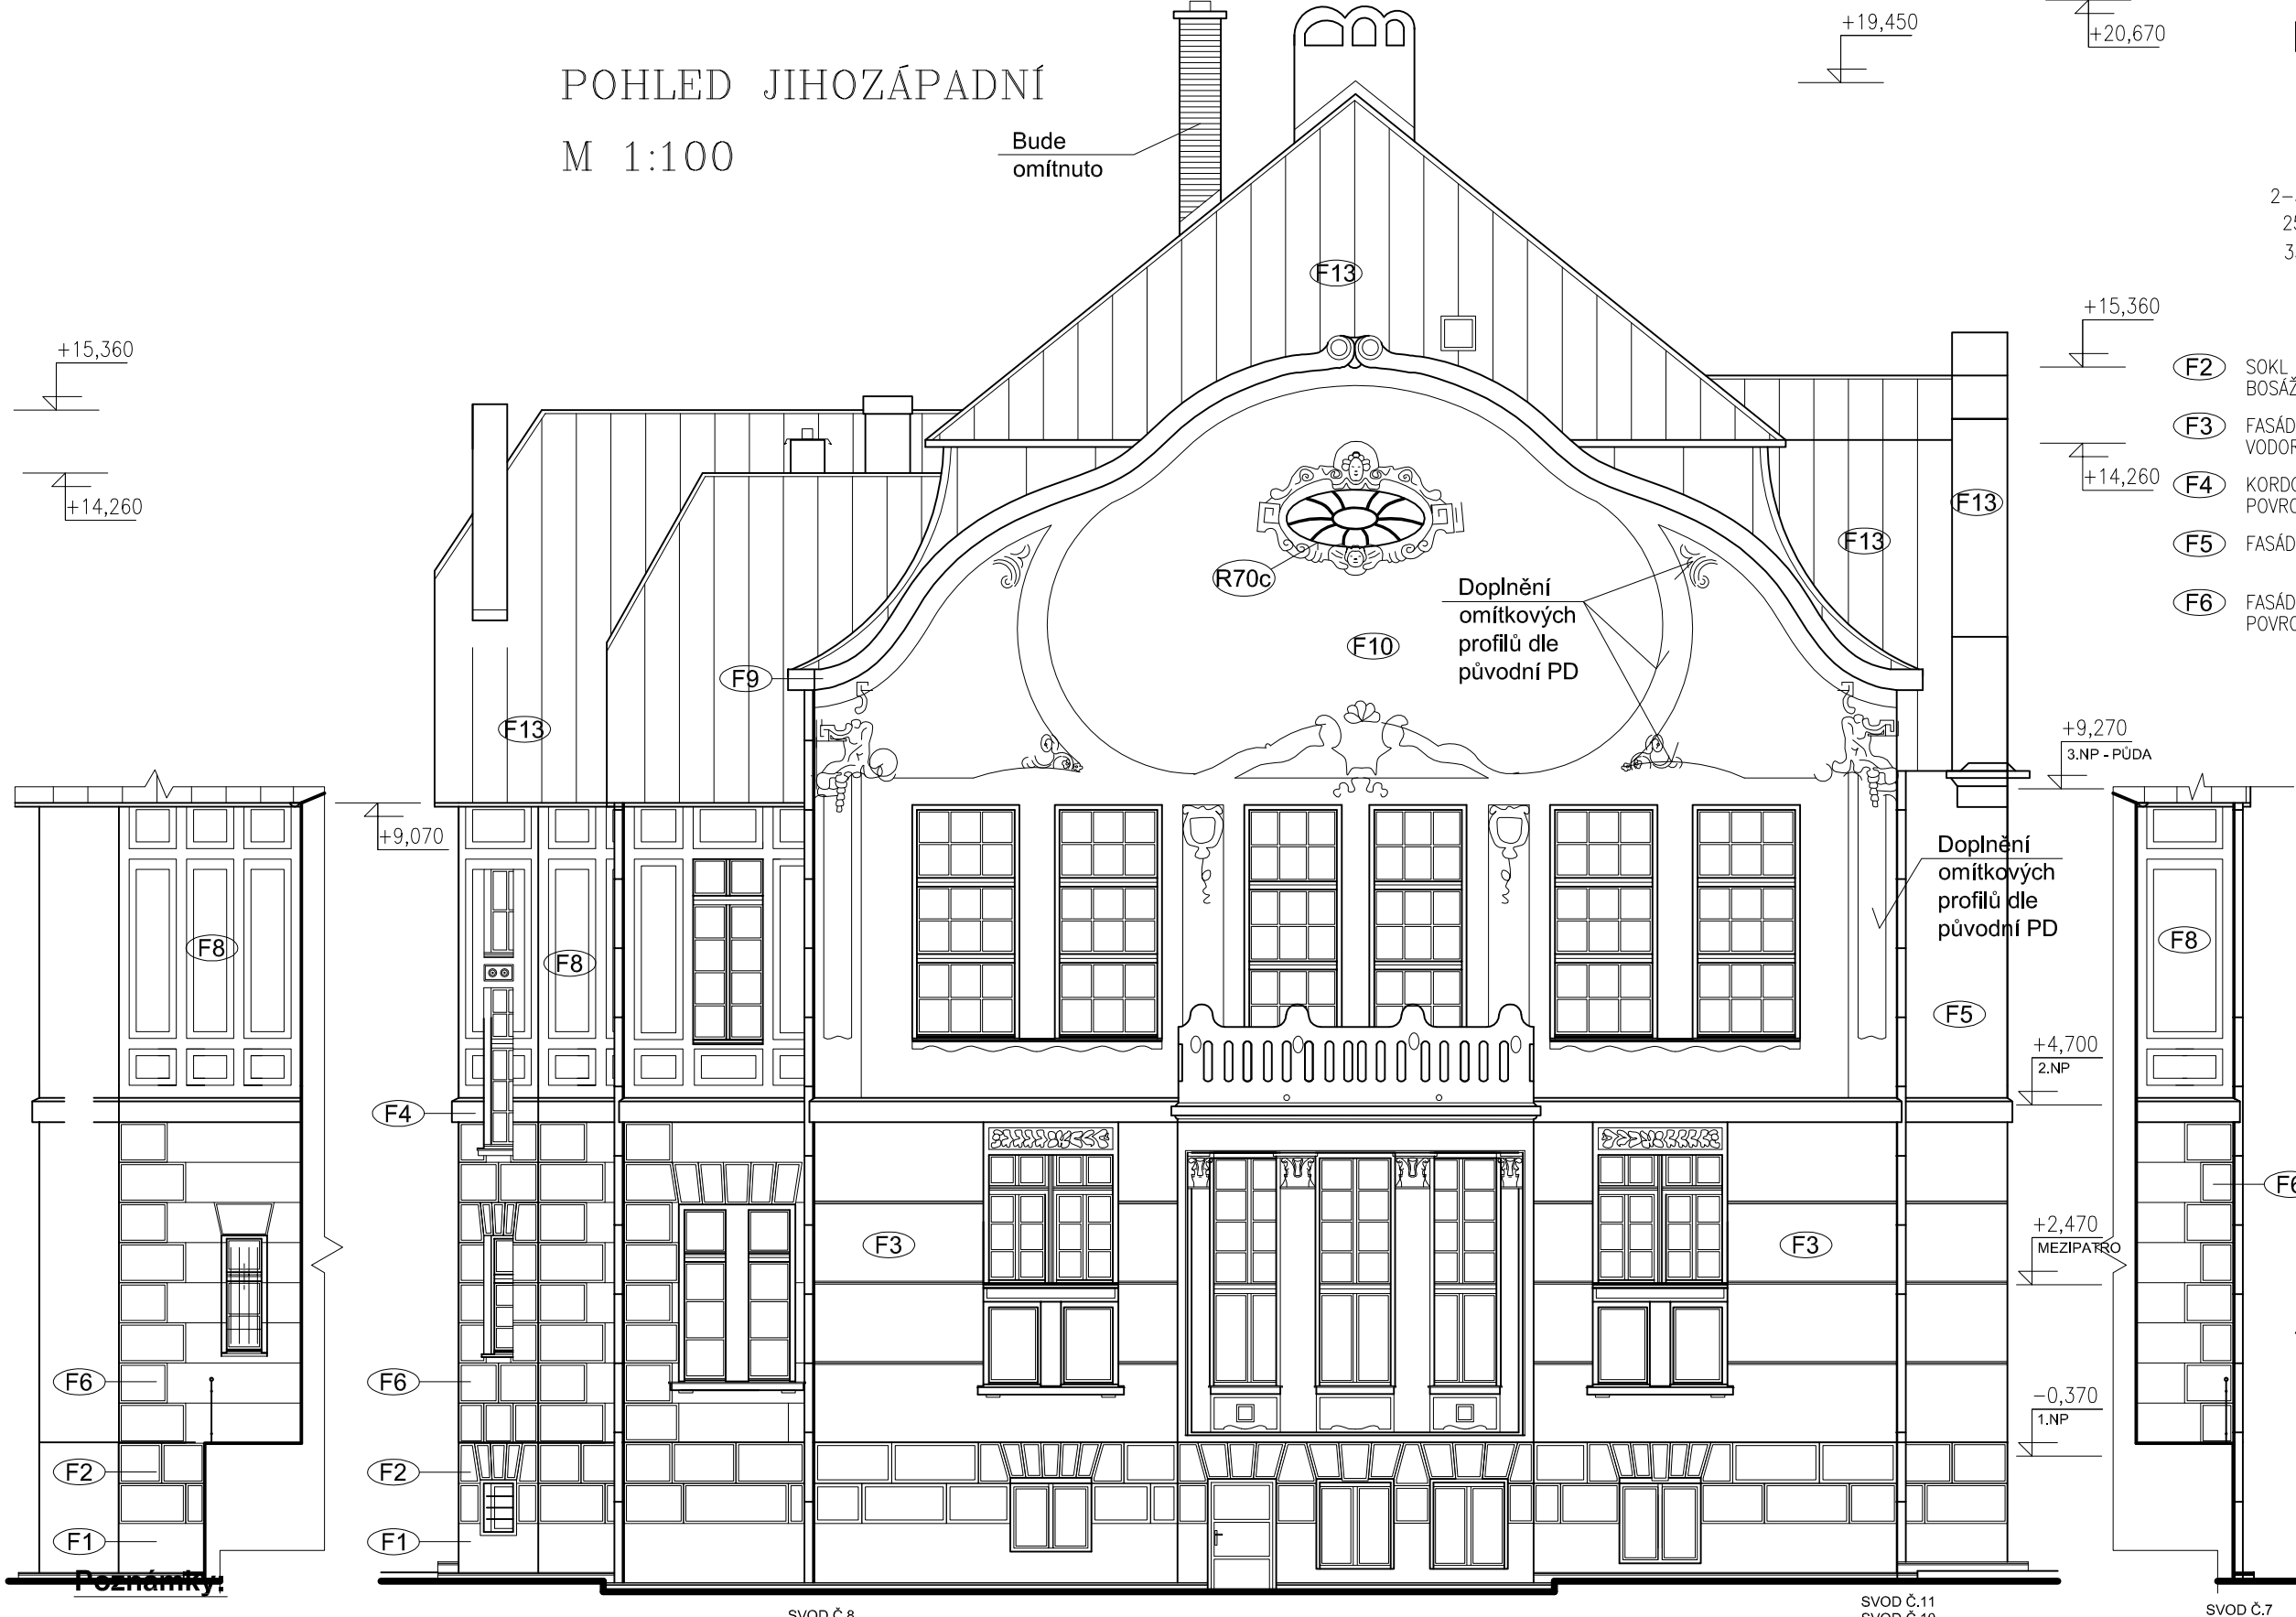 POHLED JIHOZÁPADNÍ
M 1:100
Bude
omítnuto
+19,450
+20,670
+15,360
+14,260
+15,360
+14,260
F2 SOKL
F3
F4
F5
F6
F13
F13
F13
R70c
Doplnění
omítkových
profilů dle
původní PD
F10
F9
F13
+9,270
3.NP - PŮDA
+9,070
Doplnění
omítkových
profilů dle
původní PD
F8
F8
F8
F5
+4,700
2.NP
F4
F3
F3
+2,470
MEZIPATRO
F6
F6
-0,370
1.NP
F2
F2
F1
F1
Poznámky:
SVOD Č.8
SVOD Č.11
SVOD Č.10
SVOD Č.7